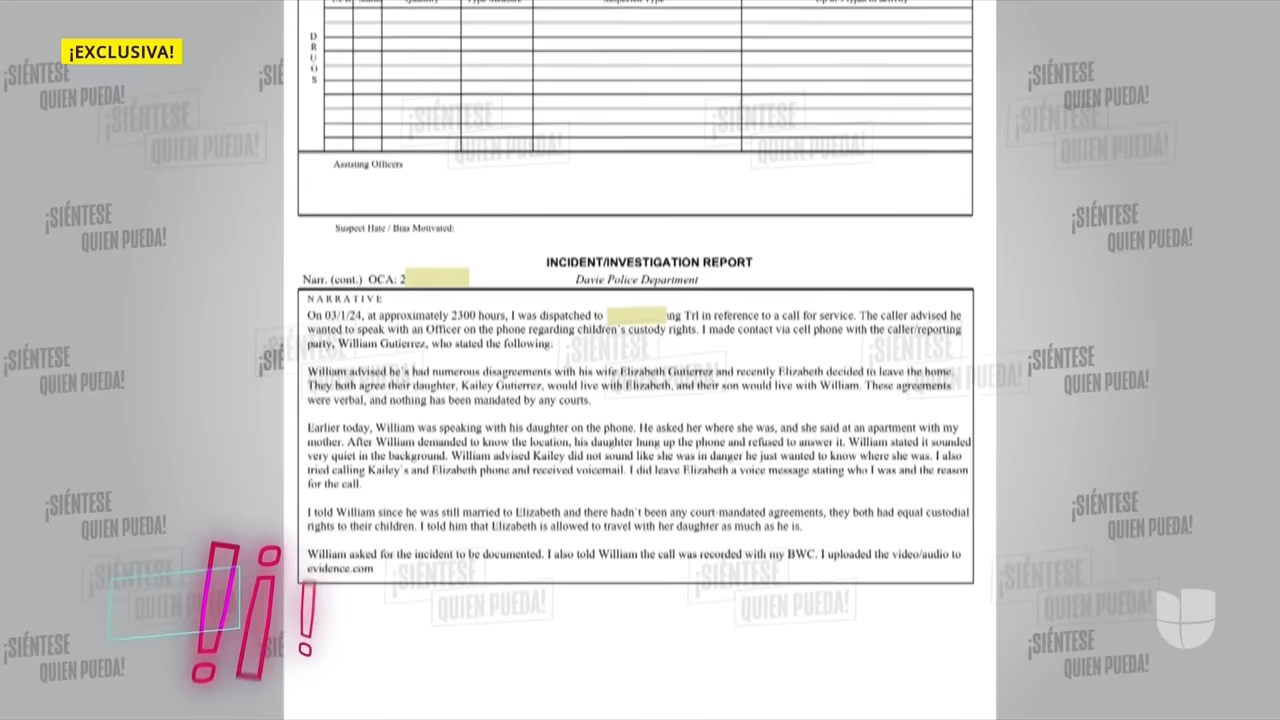 ¡EXCLUSIVA!
DRUGS
Assisting Officers
Suspect Hate / Bias Motivated:
INCIDENT/INVESTIGATION REPORT
Narr. (cont.) OCA: 2
Davie Police Department
NARRATIVE
On 03/1/24, at approximately 2300 hours, I was dispatched to ng Trl in reference to a call for service. The caller advised he
wanted to speak with an Officer on the phone regarding children's custody rights. I made contact via cell phone with the caller/reporting
party, William Gutierrez, who stated the following:
William advised he's had numerous disagreements with his wife Elizabeth Gutierrez and recently Elizabeth decided to leave the home.
They both agree their daughter, Kailey Gutierrez, would live with Elizabeth, and their son would live with William. These agreements
were verbal, and nothing has been mandated by any courts.
Earlier today, William was speaking with his daughter on the phone. He asked her where she was, and she said at an apartment with my
mother. After William demanded to know the location, his daughter hung up the phone and refused to answer it. William stated it sounded
very quiet in the background. William advised Kailey did not sound like she was in danger he just wanted to know where she was. I also
tried calling Kailey's and Elizabeth phone and received voicemail. I did leave Elizabeth a voice message stating who I was and the reason
for the call.
I told William since he was still married to Elizabeth and there hadn't been any court-mandated agreements, they both had equal custodial
rights to their children. I told him that Elizabeth is allowed to travel with her daughter as much as he is.
William asked for the incident to be documented. I also told William the call was recorded with my BWC. I uploaded the video/audio to
evidence.com
¡SIÉNTESE
QUIEN PUEDA!